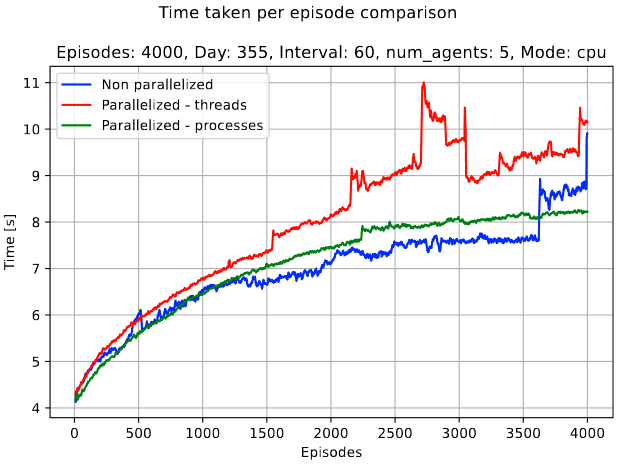 Time taken per episode comparison
Episodes: 4000, Day: 355, Interval: 60, num_agents: 5, Mode: cpu
Non parallelized
Parallelized - threads
Parallelized - processes
Time [s]
11
10
9
8
7
6
5
4
0 500 1000 1500 2000 2500 3000 3500 4000
Episodes